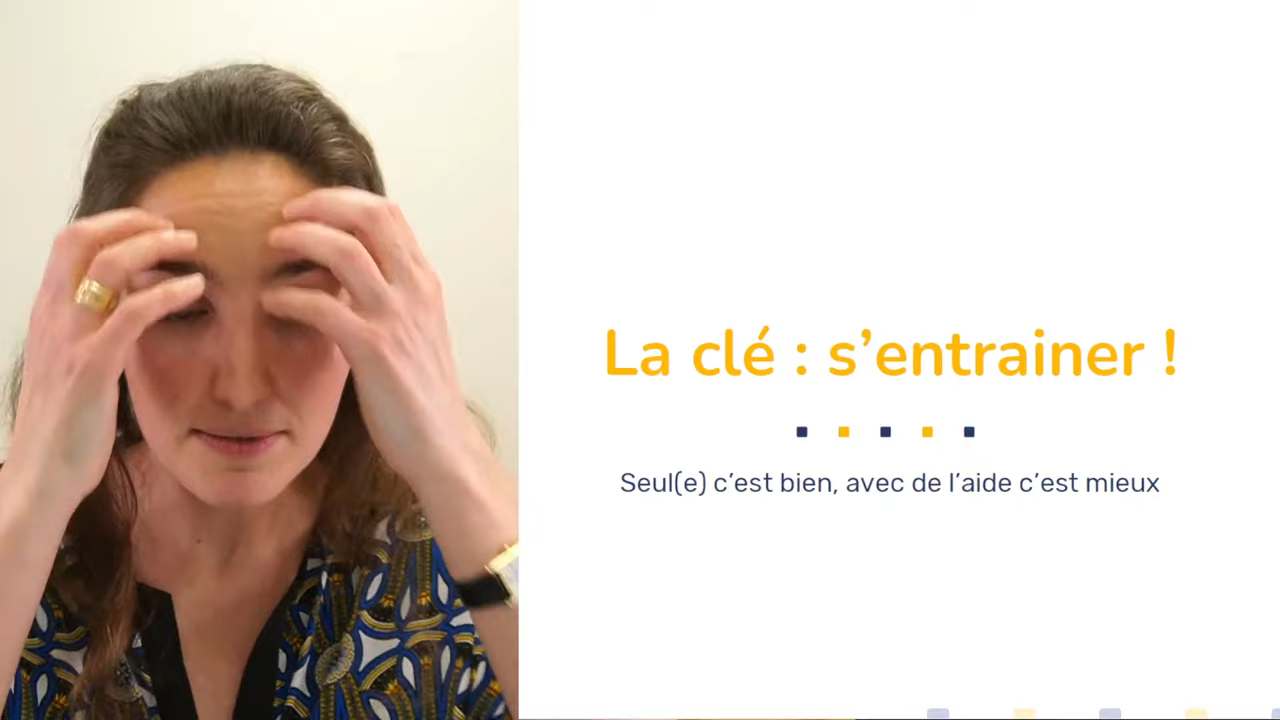 La clé : s’entrainer !
Seul(e) c’est bien, avec de l’aide c’est mieux